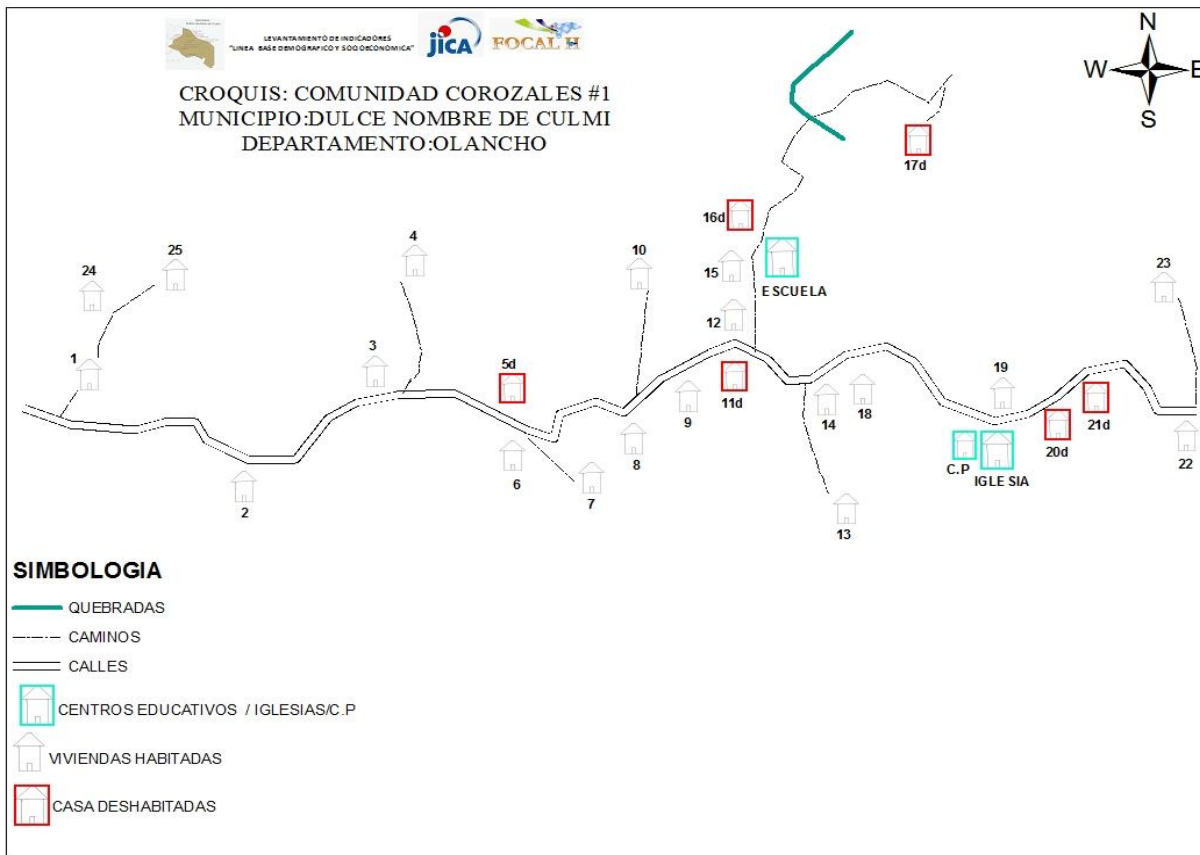 LEVANTAMIENTO DE INDICADORES
"LINEA BASE DEMOGRAFICO Y SOCIOECONOMICA"
jICA
FOCAL II
CROQUIS: COMUNIDAD COROZALES #1
MUNICIPIO:DULCE NOMBRE DE CULMI
DEPARTAMENTO:OLANCHO
N
W
E
S
17d
16d
4
10
25
24
15
ESCUELA
23
12
1
3
5d
19
9
11d
14
18
21d
20d
8
C.P
IGLESIA
22
6
7
2
13
SIMBOLOGIA
QUEBRADAS
CAMINOS
CALLES
CENTROS EDUCATIVOS / IGLESIAS/C.P
VIVIENDAS HABITADAS
CASA DESHABITADAS